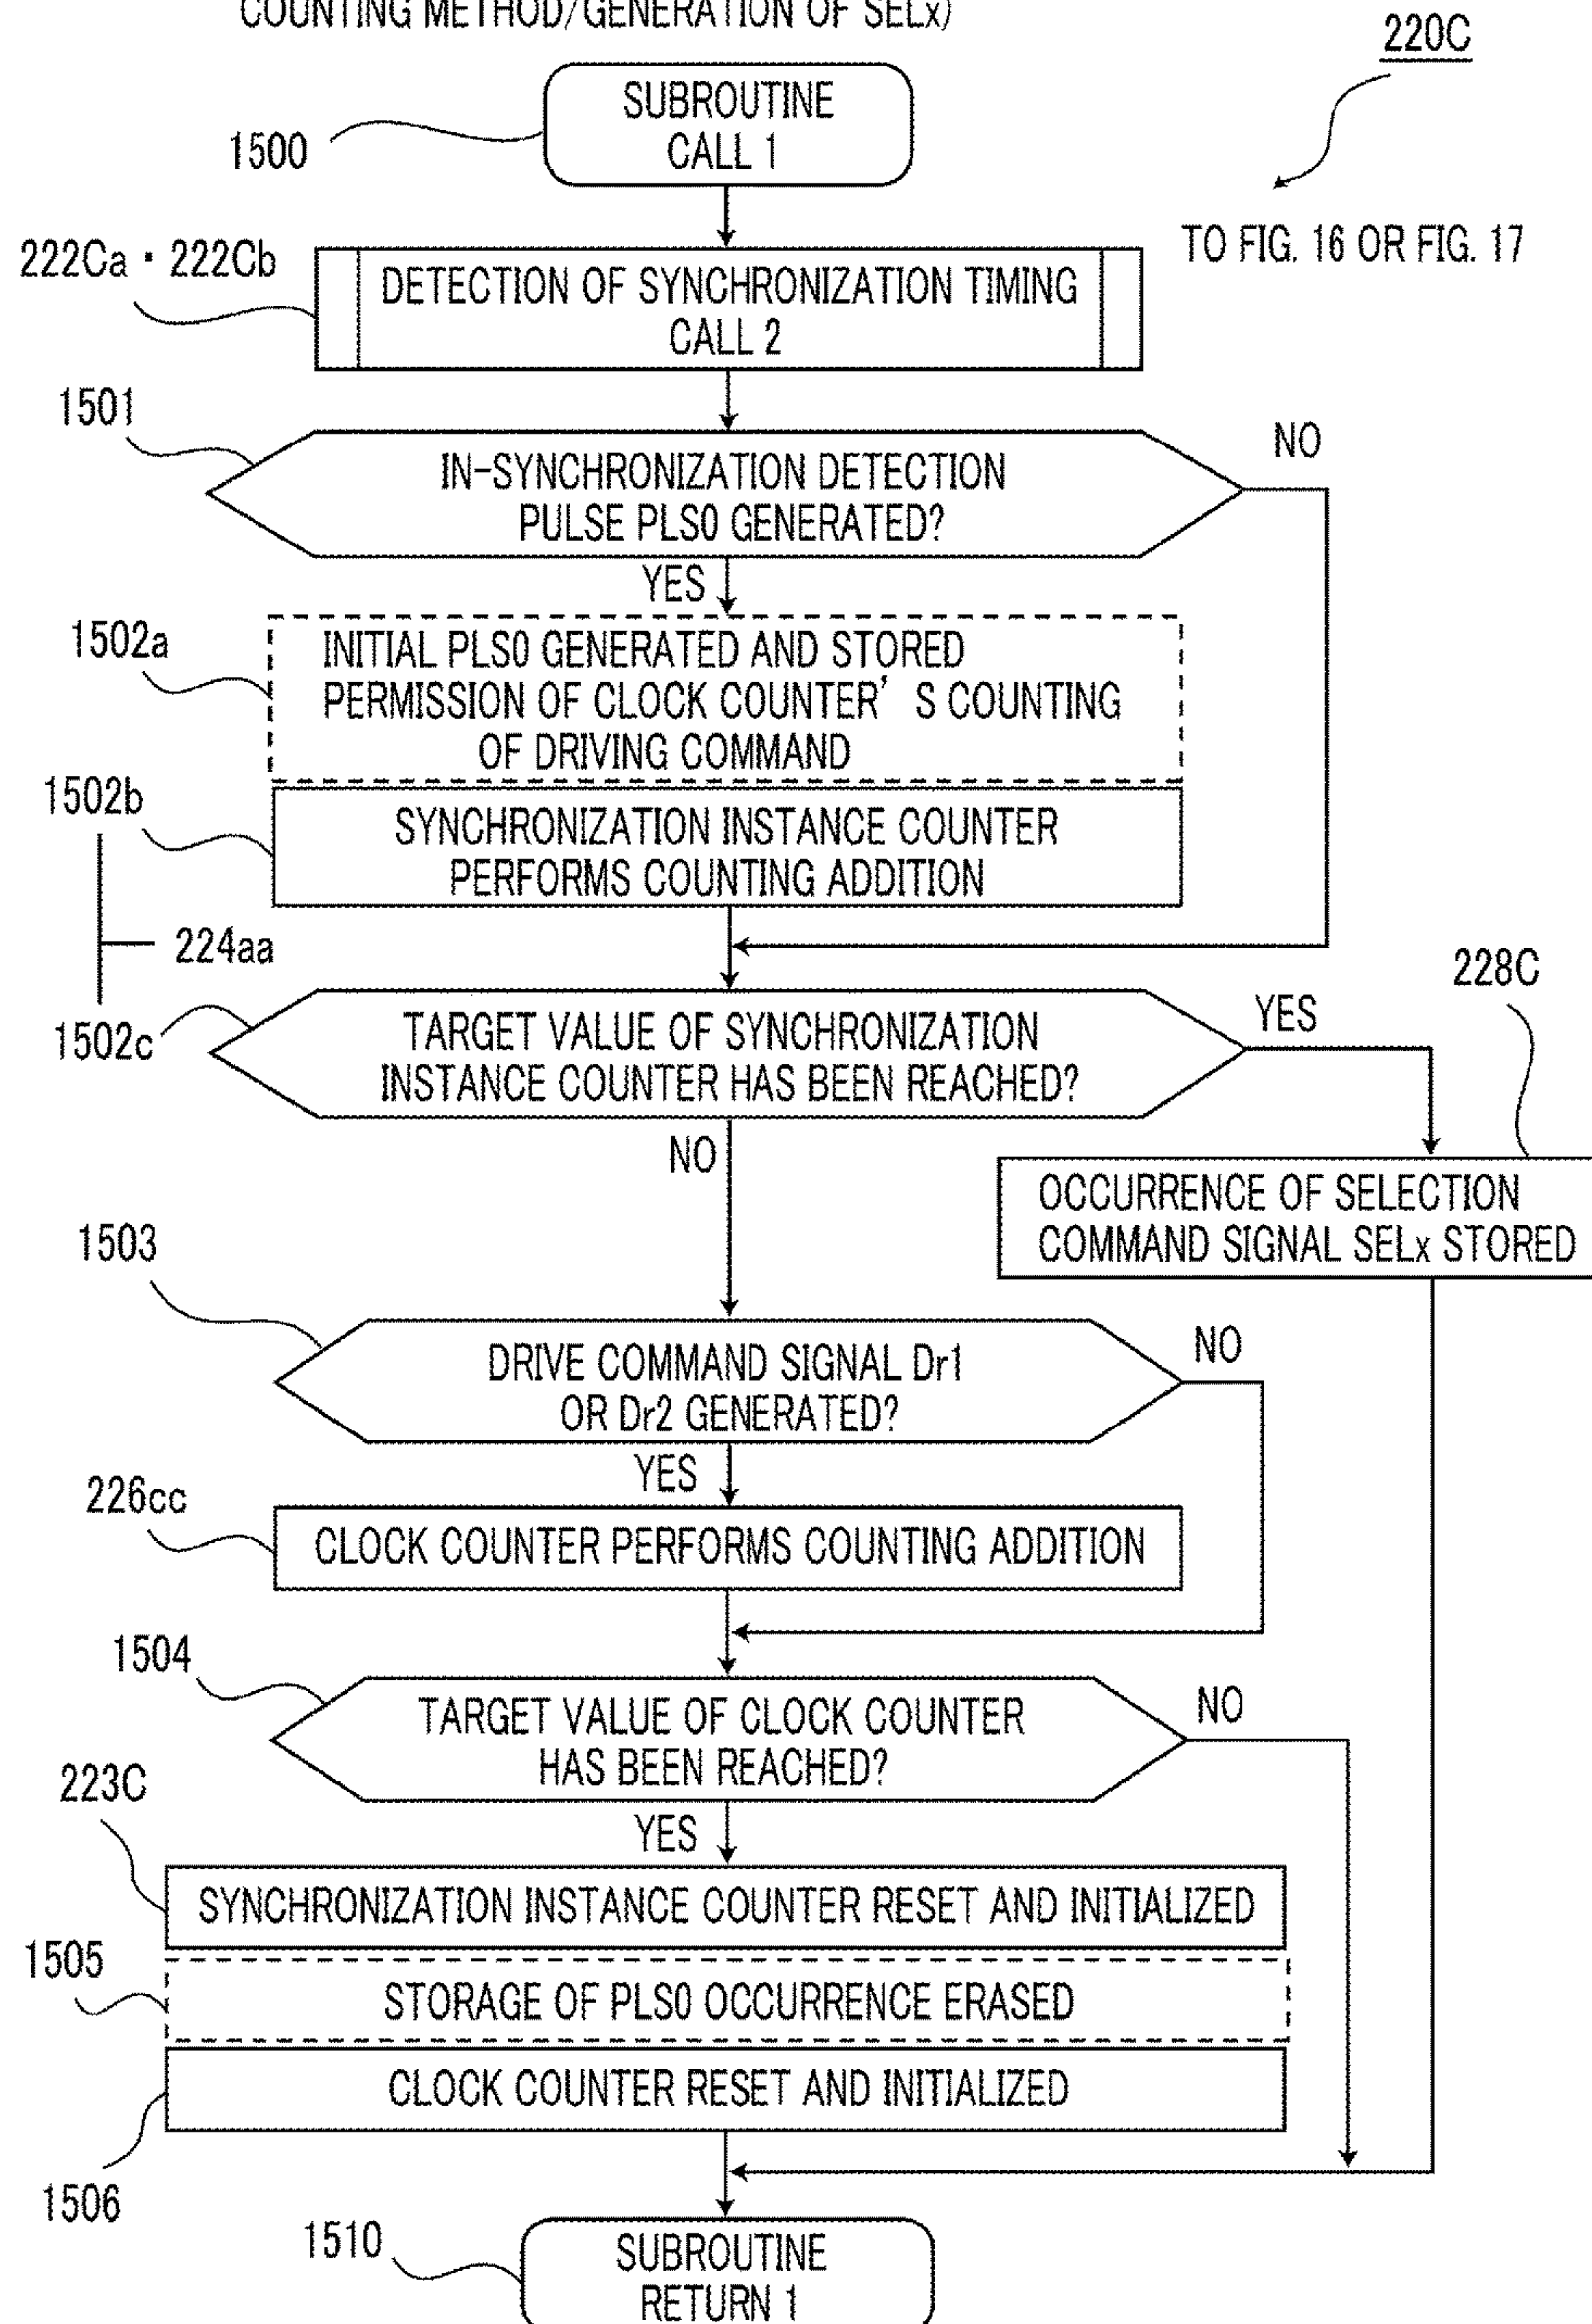 COUNTING METHOD/GENERATION OF SELx)
220C
SUBROUTINE
CALL 1
1500
TO FIG. 16 OR FIG. 17
222Ca・222Cb
DETECTION OF SYNCHRONIZATION TIMING
CALL 2
1501
IN-SYNCHRONIZATION DETECTION
PULSE PLS0 GENERATED?
NO
YES
1502a
INITIAL PLS0 GENERATED AND STORED
PERMISSION OF CLOCK COUNTER'S COUNTING
OF DRIVING COMMAND
1502b
SYNCHRONIZATION INSTANCE COUNTER
PERFORMS COUNTING ADDITION
224aa
228C
1502c
TARGET VALUE OF SYNCHRONIZATION
INSTANCE COUNTER HAS BEEN REACHED?
YES
NO
OCCURRENCE OF SELECTION
COMMAND SIGNAL SELx STORED
1503
DRIVE COMMAND SIGNAL Dr1
OR Dr2 GENERATED?
NO
YES
226cc
CLOCK COUNTER PERFORMS COUNTING ADDITION
1504
TARGET VALUE OF CLOCK COUNTER
HAS BEEN REACHED?
NO
YES
223C
SYNCHRONIZATION INSTANCE COUNTER RESET AND INITIALIZED
1505
STORAGE OF PLS0 OCCURRENCE ERASED
CLOCK COUNTER RESET AND INITIALIZED
1506
1510
SUBROUTINE
RETURN 1